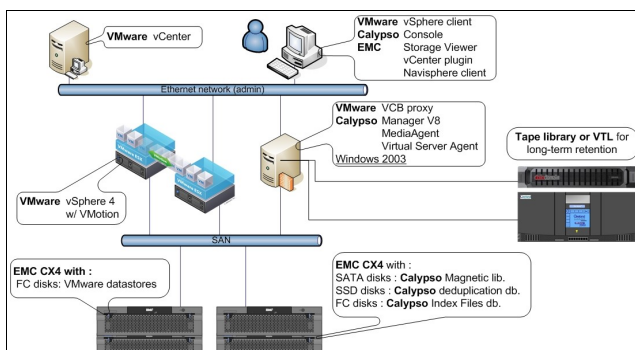 VMware vCenter
VMware vSphere client
Calypso Console
EMC Storage Viewer
vCenter plugin
Navisphere client
Ethernet network (admin)
VMware VCB proxy
Calypso Manager V8
MediaAgent
Virtual Server Agent
Windows 2003
Tape library or VTL for
long-term retention
VMware vSphere 4
w/ VMotion
SAN
EMC CX4 with :
FC disks: VMware datastores
EMC CX4 with :
SATA disks : Calypso Magnetic lib.
SSD disks : Calypso deduplication db.
FC disks : Calypso Index Files db.